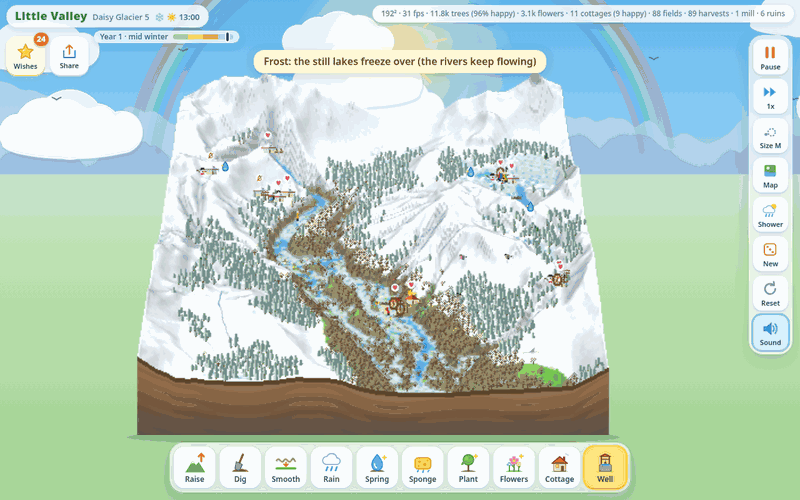 Little Valley Daisy Glacier 5 13:00
192² · 31 fps · 11.8k trees (96% happy) · 3.1k flowers · 11 cottages (9 happy) · 88 fields · 89 harvests · 1 mill · 6 ruins
Year 1 · mid winter
24
Wishes
Share
Frost: the still lakes freeze over (the rivers keep flowing)
Pause
1x
Size M
Map
Shower
New
Reset
Sound
Raise
Dig
Smooth
Rain
Spring
Sponge
Plant
Flowers
Cottage
Well